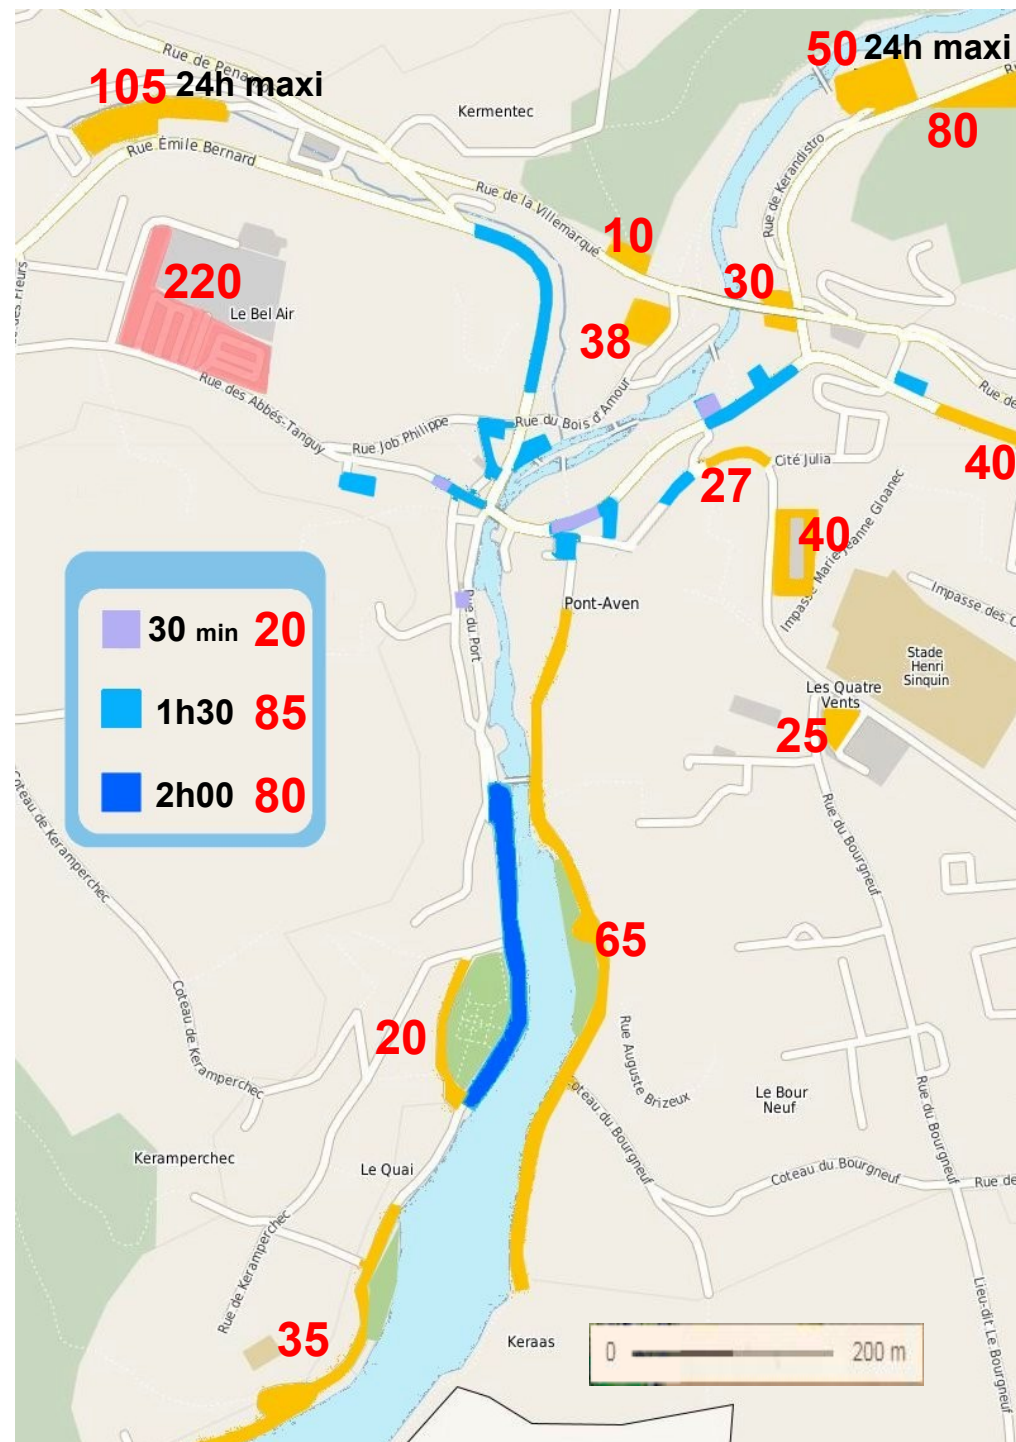 Rue de Penan
105 24h maxi
50 24h maxi
80
Kermentec
Rue Émile Bernard
Rue de la Villemarqué
Rue de Kerandistro
10
30
220
Le Bel Air
38
Rue des Abbés-Tanguy
Rue Job Philippe
Rue du Bois d'Amour
Rue de
40
Cité Julia
27
40
Impasse Marie-Jeanne Gloanec
Impasse des
Pont-Aven
Rue du Port
30 min 20
1h30 85
2h00 80
Stade
Henri
Sinquin
Les Quatre
Vents
25
Rue du Bourgneuf
Coteau de Keramperchec
65
Coteau de Keramperchec
20
Rue Auguste Brizeux
Le Bour
Neuf
Coteau du Bourgneuf
Rue du Bourgneuf
Keramperchec
Le Quai
Coteau du Bourgneuf
Rue de
Rue de Keramperchec
35
Keraas
0 200 m
Lieu-dit Le Bourgneuf